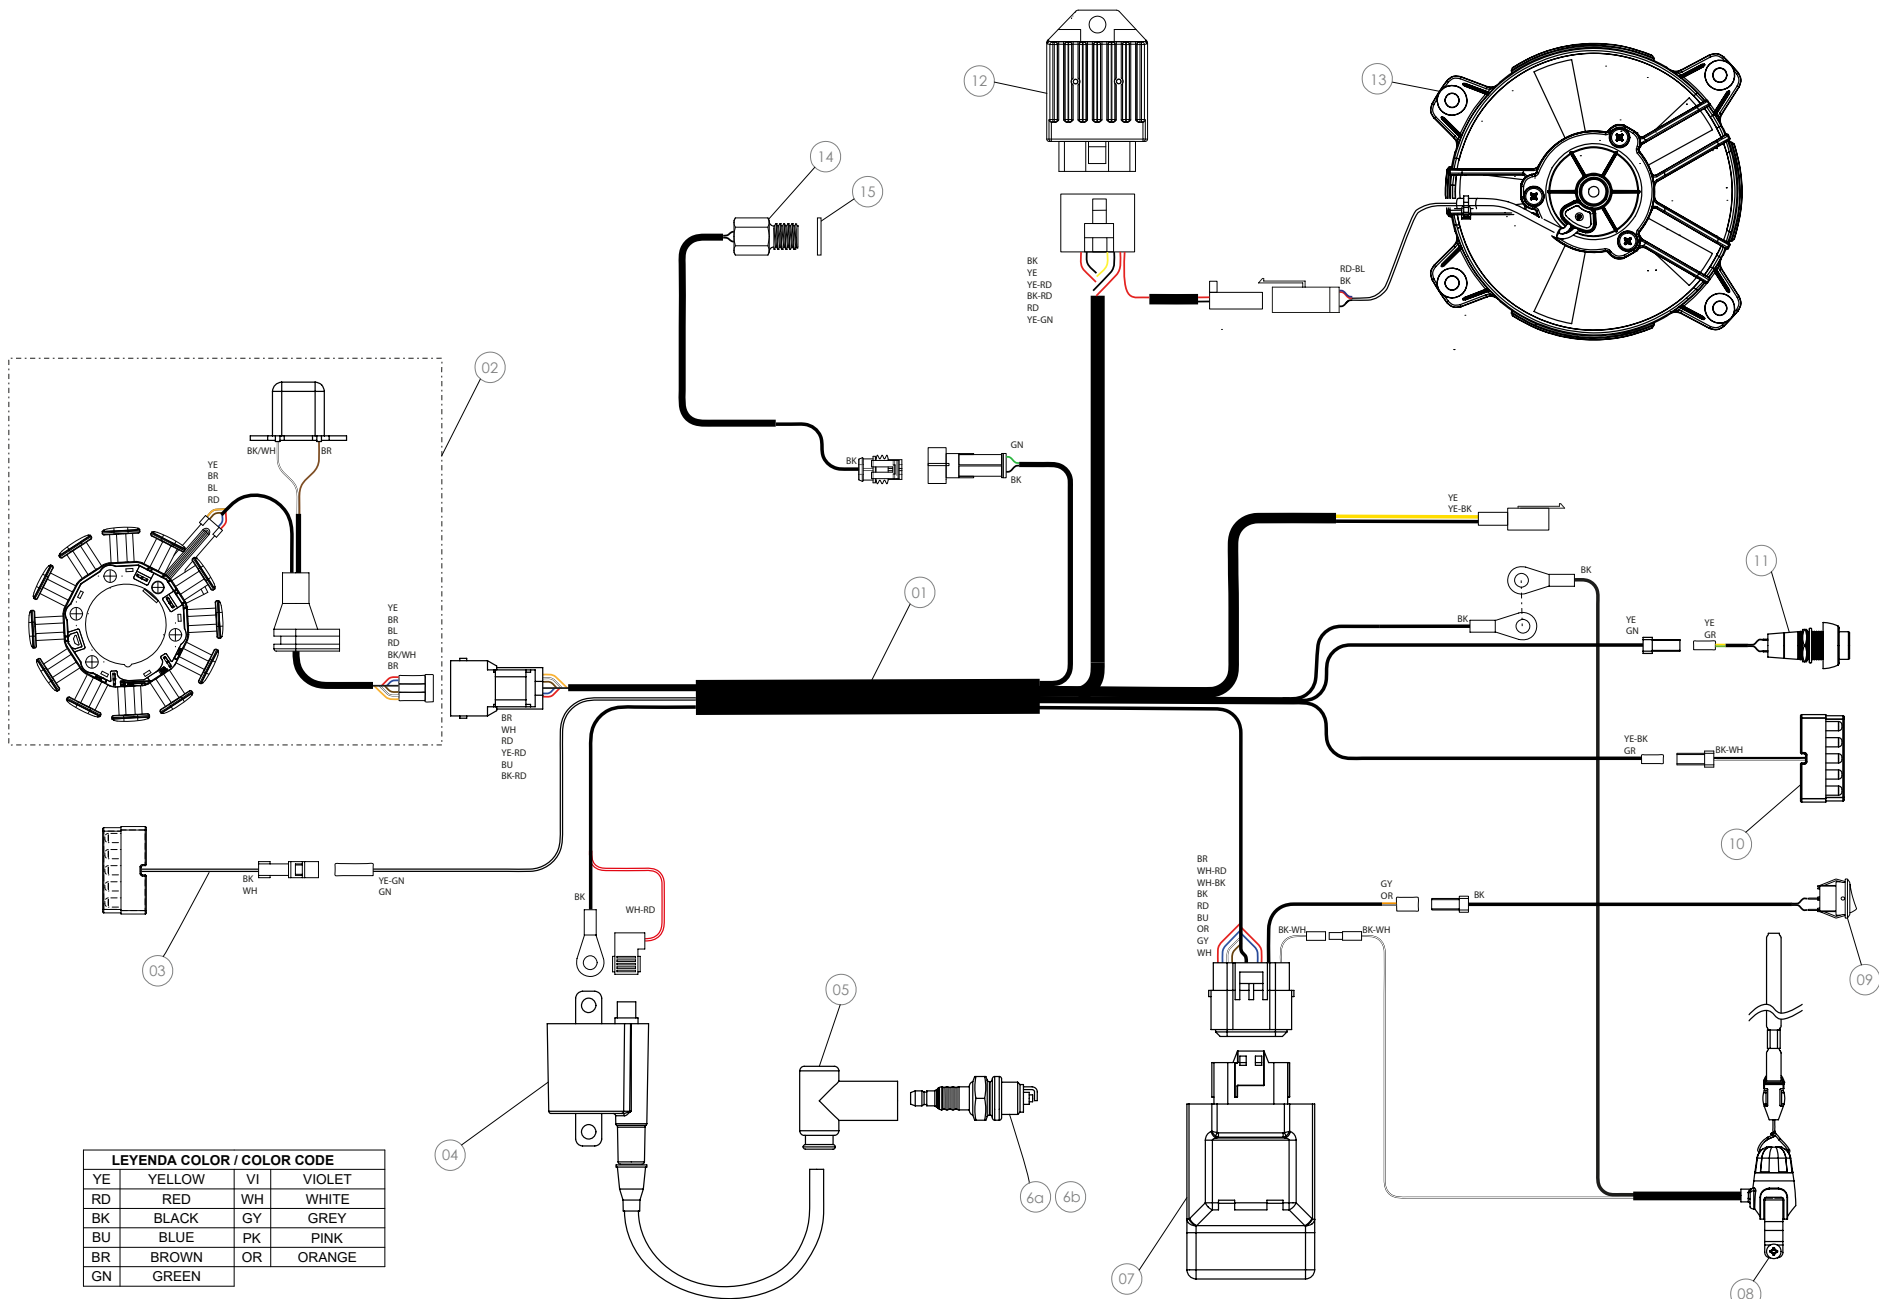 12
13
14
15
BK
YE
YE-RD
BK-RD
RD
YE-GN
RD-BL
BK
02
BK/WH
BR
YE
BR
BL
RD
BK
GN
BK
YE
YE-BK
01
BK
BK
11
YE
GN
YE
GR
YE
BR
BL
RD
BK/WH
BR
BR
WH
RD
YE-RD
BU
BK-RD
YE-BK
GR
BK-WH
10
BK
WH
YE-GN
GN
03
BK
WH-RD
BR
WH-RD
WH-BK
BK
RD
BU
OR
GY
WH
GY
OR
BK
BK-WH
BK-WH
09
05
04
6a
6b
07
08
LEYENDA COLOR / COLOR CODE
YE YELLOW VI VIOLET
RD RED WH WHITE
BK BLACK GY GREY
BU BLUE PK PINK
BR BROWN OR ORANGE
GN GREEN